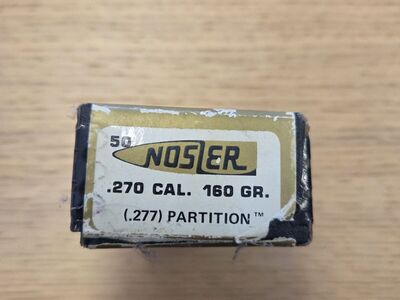 50
NOSLER
.270 CAL. 160 GR.
(.277) PARTITION™